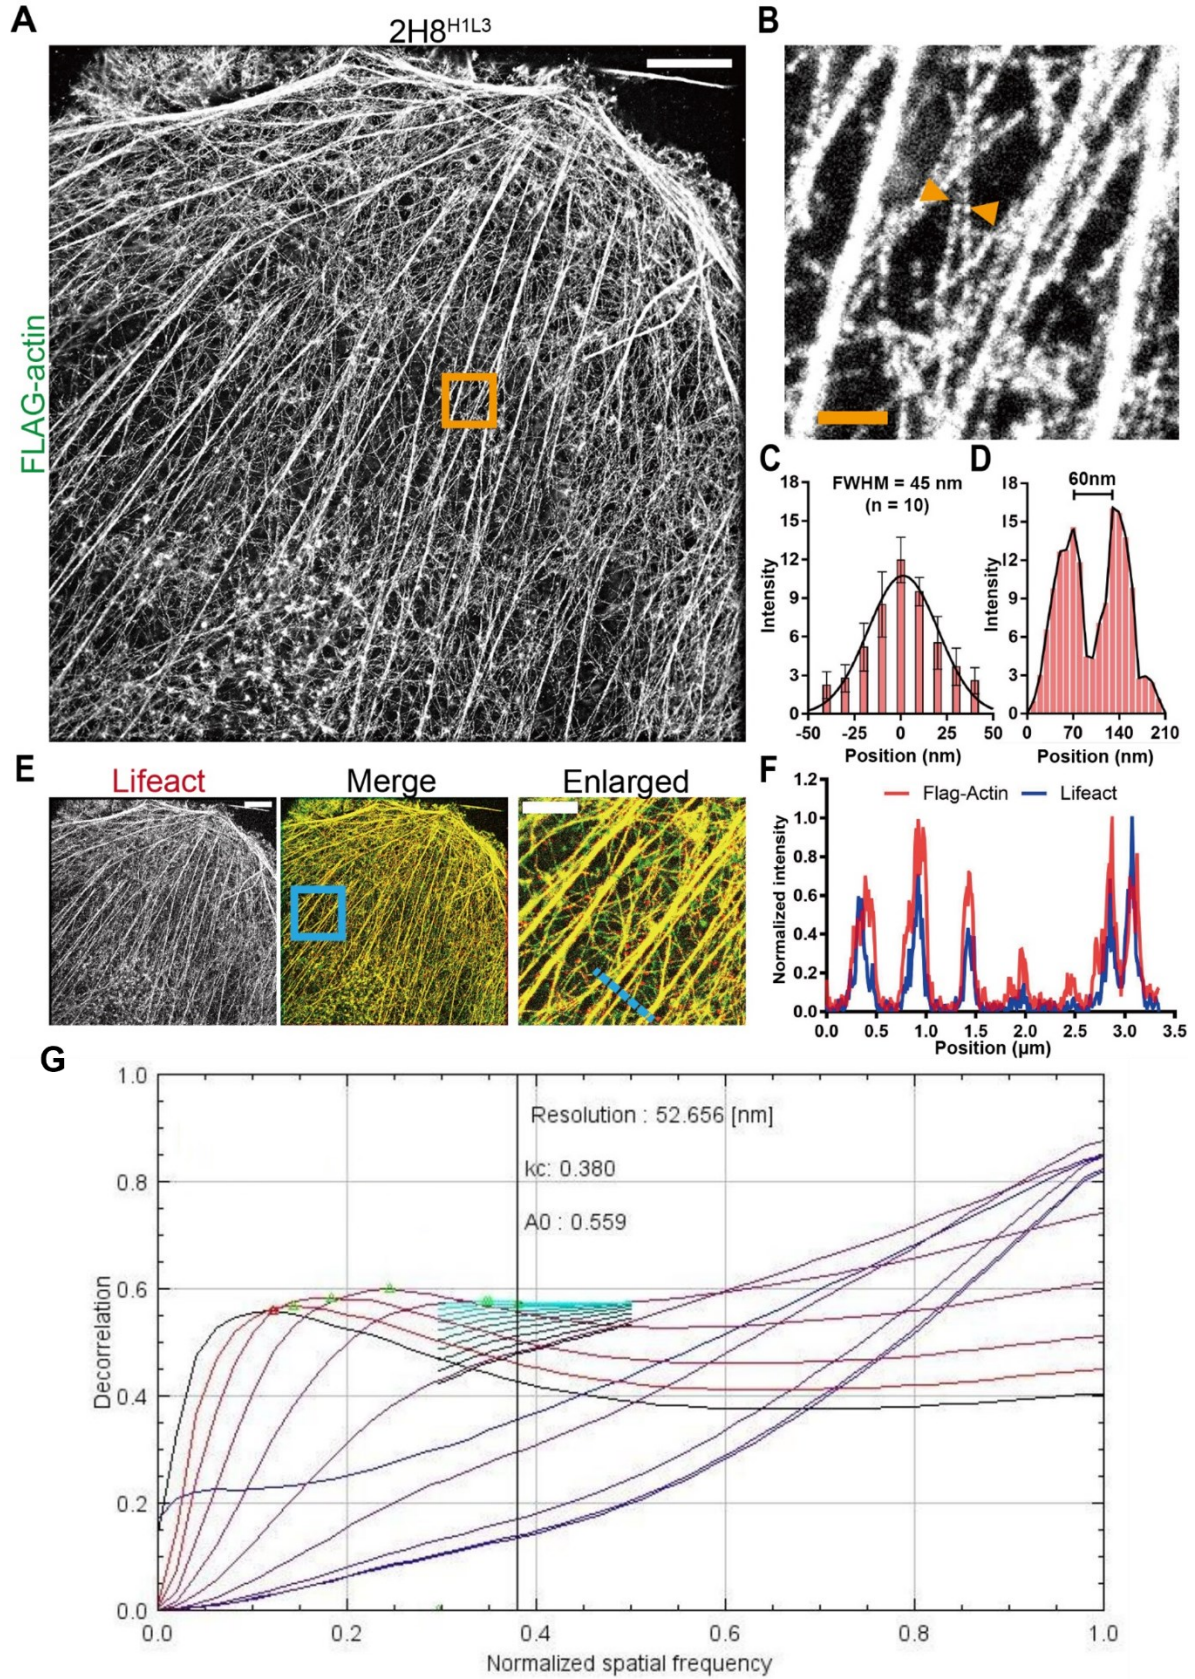 A
2H8H1L3
FLAG-actin
B
C
FWHM = 45 nm
(n = 10)
Intensity
18
15
12
9
6
3
0
-50
-25
0
25
50
Position (nm)
D
60nm
Intensity
18
15
12
9
6
3
0
0
70
140
210
Position (nm)
E
Lifeact
Merge
Enlarged
F
Flag-Actin
Lifeact
Normalized intensity
1.2
1.0
0.8
0.6
0.4
0.2
0.0
0.0
0.5
1.0
1.5
2.0
2.5
3.0
3.5
Position (μm)
G
Resolution : 52.656 [nm]
kc: 0.380
A0 : 0.559
Decorrelation
1.0
0.8
0.6
0.4
0.2
0.0
0.0
0.2
0.4
0.6
0.8
1.0
Normalized spatial frequency